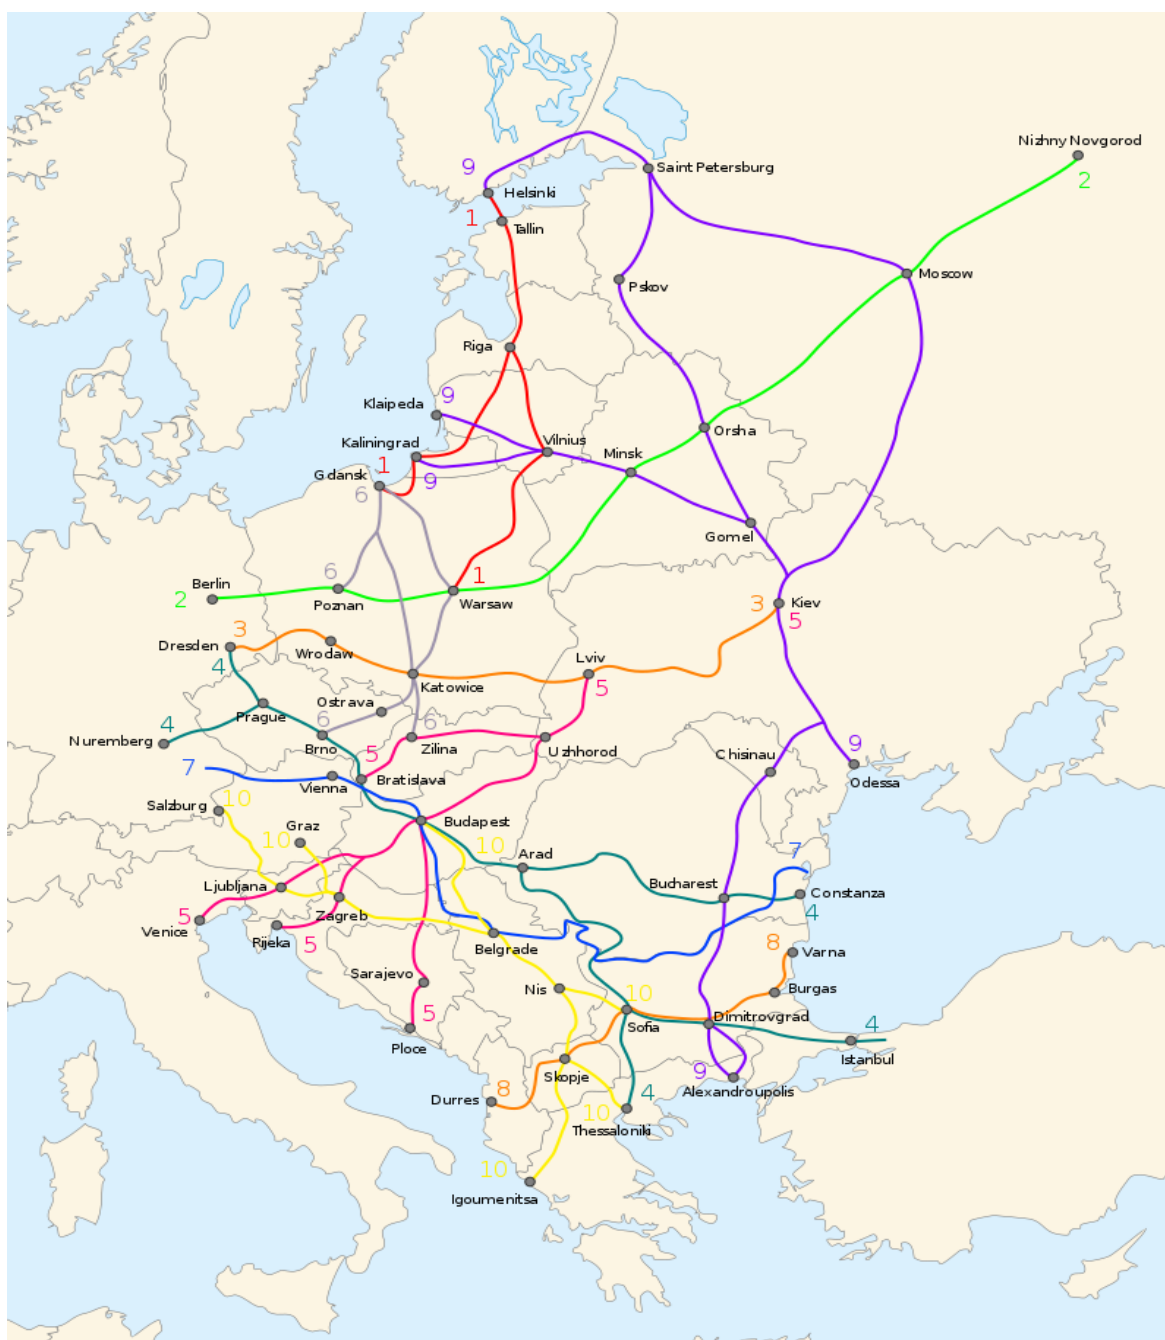 Nizhny Novgorod
2
9
Saint Petersburg
Helsinki
1
Tallin
Moscow
Pskov
Riga
Klaipeda
9
Orsha
Kaliningrad
Vilnius
Minsk
Gdansk
1
9
6
Gomel
Berlin
2
6
Poznan
1
Warsaw
3
Kiev
5
Dresden
3
4
Wrodaw
Lviv
5
Katowice
Ostrava
Prague
4
6
6
Nuremberg
Brno
Zilina
Uzhhorod
5
7
Bratislava
Vienna
Chisinau
9
Odessa
Salzburg
10
Graz
10
Budapest
10
Arad
7
Ljubljana
Bucharest
Constanza
4
5
Venice
Zagreb
Rijeka
5
Belgrade
8
Varna
Sarajevo
Nis
10
Burgas
5
Ploce
Sofia
Dimitrovgrad
4
Istanbul
Skopje
9
Alexandroupolis
8
Durres
4
10
Thessaloniki
10
Igoumenitsa